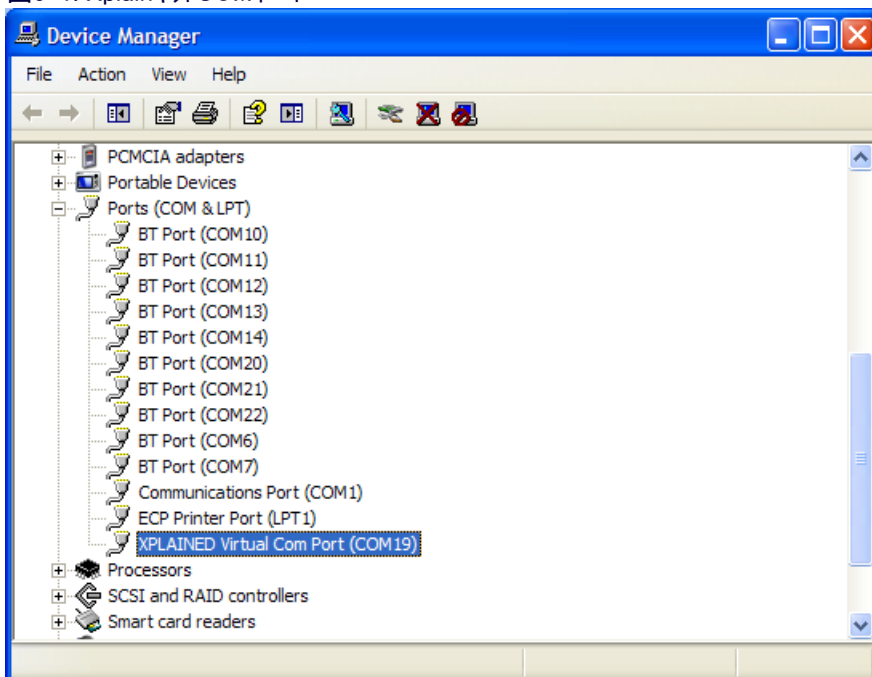 Device Manager
File Action View Help
PCMCIA adapters
Portable Devices
Ports (COM & LPT)
BT Port (COM10)
BT Port (COM11)
BT Port (COM12)
BT Port (COM13)
BT Port (COM14)
BT Port (COM20)
BT Port (COM21)
BT Port (COM22)
BT Port (COM6)
BT Port (COM7)
Communications Port (COM1)
ECP Printer Port (LPT1)
XPLAINED Virtual Com Port (COM19)
Processors
SCSI and RAID controllers
Smart card readers